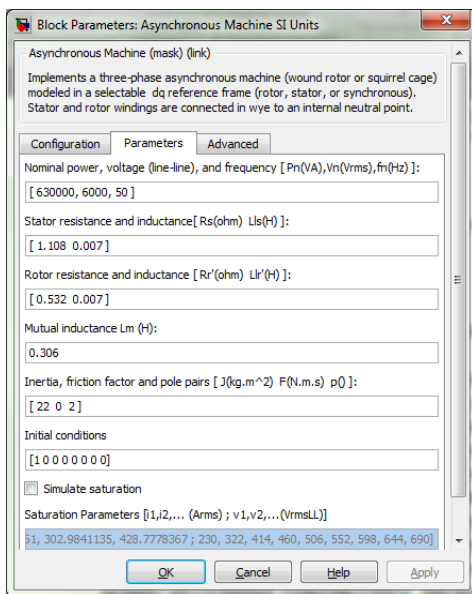 Block Parameters: Asynchronous Machine SI Units
Asynchronous Machine (mask) (link)
Implements a three-phase asynchronous machine (wound rotor or squirrel cage)
modeled in a selectable dq reference frame (rotor, stator, or synchronous).
Stator and rotor windings are connected in wye to an internal neutral point.
Configuration Parameters Advanced
Nominal power, voltage (line-line), and frequency [ Pn(VA),Vn(Vrms),fn(Hz) ]:
[ 630000, 6000, 50 ]
Stator resistance and inductance[ Rs(ohm) Lls(H) ]:
[ 1.108 0.007 ]
Rotor resistance and inductance [ Rr'(ohm) Llr'(H) ]:
[0.532 0.007 ]
Mutual inductance Lm (H):
0.306
Inertia, friction factor and pole pairs [ J(kg.m^2) F(N.m.s) p() ]:
[ 22 0 2 ]
Initial conditions
[1 0 0 0 0 0 0 0]
Simulate saturation
Saturation Parameters [i1,i2,... (Arms) ; v1,v2,...(VrmsLL)]
51, 302.9841135, 428.7778367 ; 230, 322, 414, 460, 506, 552, 598, 644, 690]
OK Cancel Help Apply